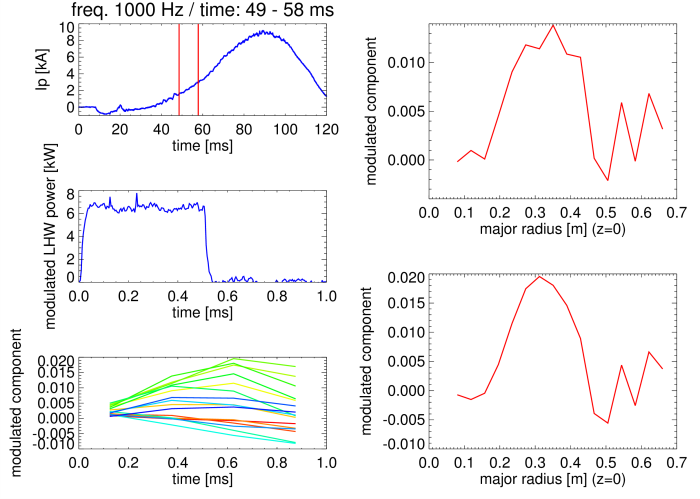 freq. 1000 Hz / time: 49 - 58 ms
Ip [kA]
10
8
6
4
2
0
0 20 40 60 80 100 120
time [ms]
modulated LHW power [kW]
8
6
4
2
0
0.0 0.2 0.4 0.6 0.8 1.0
time [ms]
modulated component
0.020
0.015
0.010
0.005
0.000
-0.005
-0.010
0.0 0.2 0.4 0.6 0.8 1.0
time [ms]
modulated component
0.010
0.005
0.000
0.0 0.1 0.2 0.3 0.4 0.5 0.6 0.7
major radius [m] (z=0)
modulated component
0.020
0.015
0.010
0.005
0.000
-0.005
-0.010
0.0 0.1 0.2 0.3 0.4 0.5 0.6 0.7
major radius [m] (z=0)